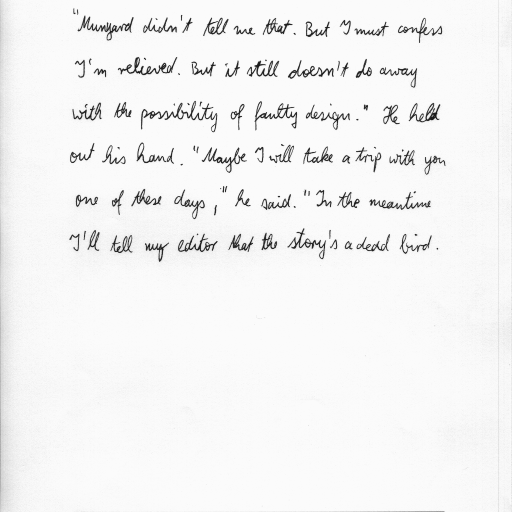 "Munyard didn't tell me that. But I must confess
I'm relieved. But it still doesn't do away
with the possibility of faulty design." He held
out his hand. "Maybe I will take a trip with you
one of these days," he said. "In the meantime
I'll tell my editor that the story's a dead bird.